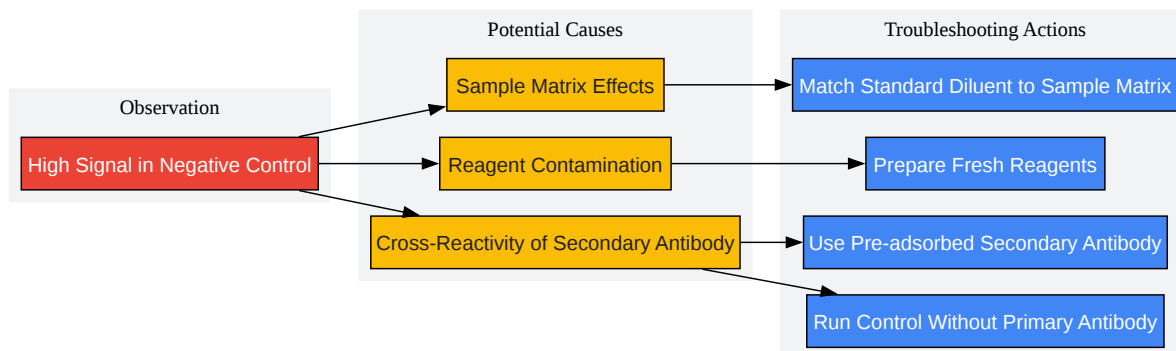 Potential Causes
Troubleshooting Actions
Observation
Sample Matrix Effects
Match Standard Diluent to Sample Matrix
High Signal in Negative Control
Reagent Contamination
Prepare Fresh Reagents
Cross-Reactivity of Secondary Antibody
Use Pre-adsorbed Secondary Antibody
Run Control Without Primary Antibody